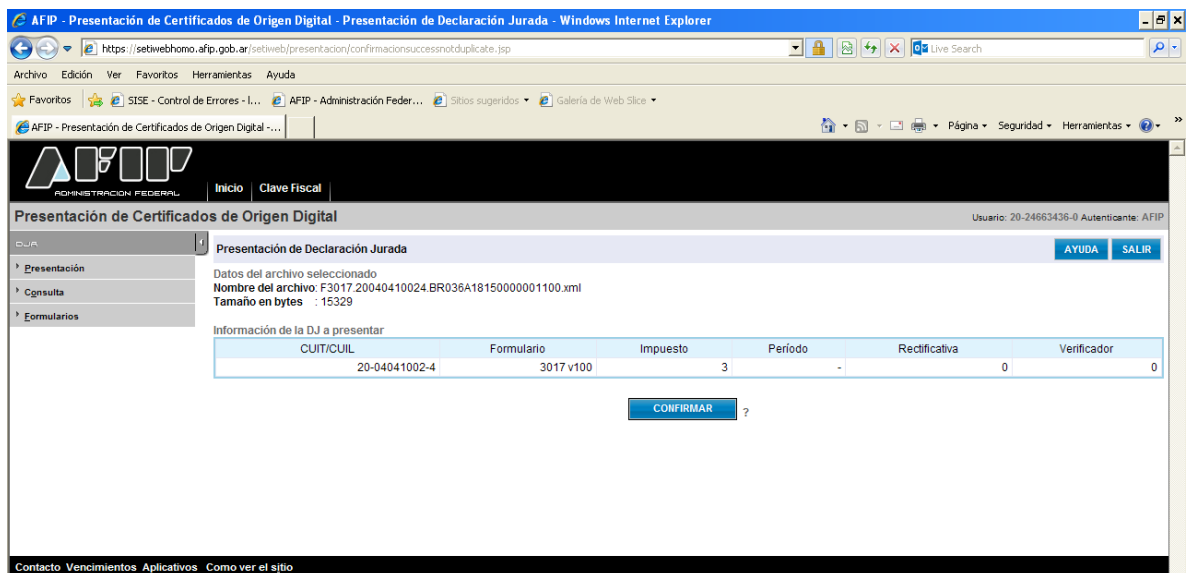 AFIP - Presentación de Certificados de Origen Digital - Presentación de Declaración Jurada - Windows Internet Explorer
https://setiwebhomo.afip.gob.ar/setiweb/presentacion/confirmacionsuccessnotduplicate.jsp
Live Search
Archivo Edición Ver Favoritos Herramientas Ayuda
Favoritos SISE - Control de Errores - I... AFIP - Administración Feder... Sitios sugeridos Galería de Web Slice
AFIP - Presentación de Certificados de Origen Digital -... Página Seguridad Herramientas »
AFIP
ADMINISTRACION FEDERAL
Inicio Clave Fiscal
Presentación de Certificados de Origen Digital Usuario: 20-24663436-0 Autenticante: AFIP
DJA
Presentación
Consulta
Formularios
Presentación de Declaración Jurada AYUDA SALIR
Datos del archivo seleccionado
Nombre del archivo: F3017.20040410024.BR036A18150000001100.xml
Tamaño en bytes : 15329
Información de la DJ a presentar
CUIT/CUIL Formulario Impuesto Período Rectificativa Verificador
20-04041002-4 3017 v100 3 - 0 0
CONFIRMAR ?
Contacto Vencimientos Aplicativos Como ver el sitio